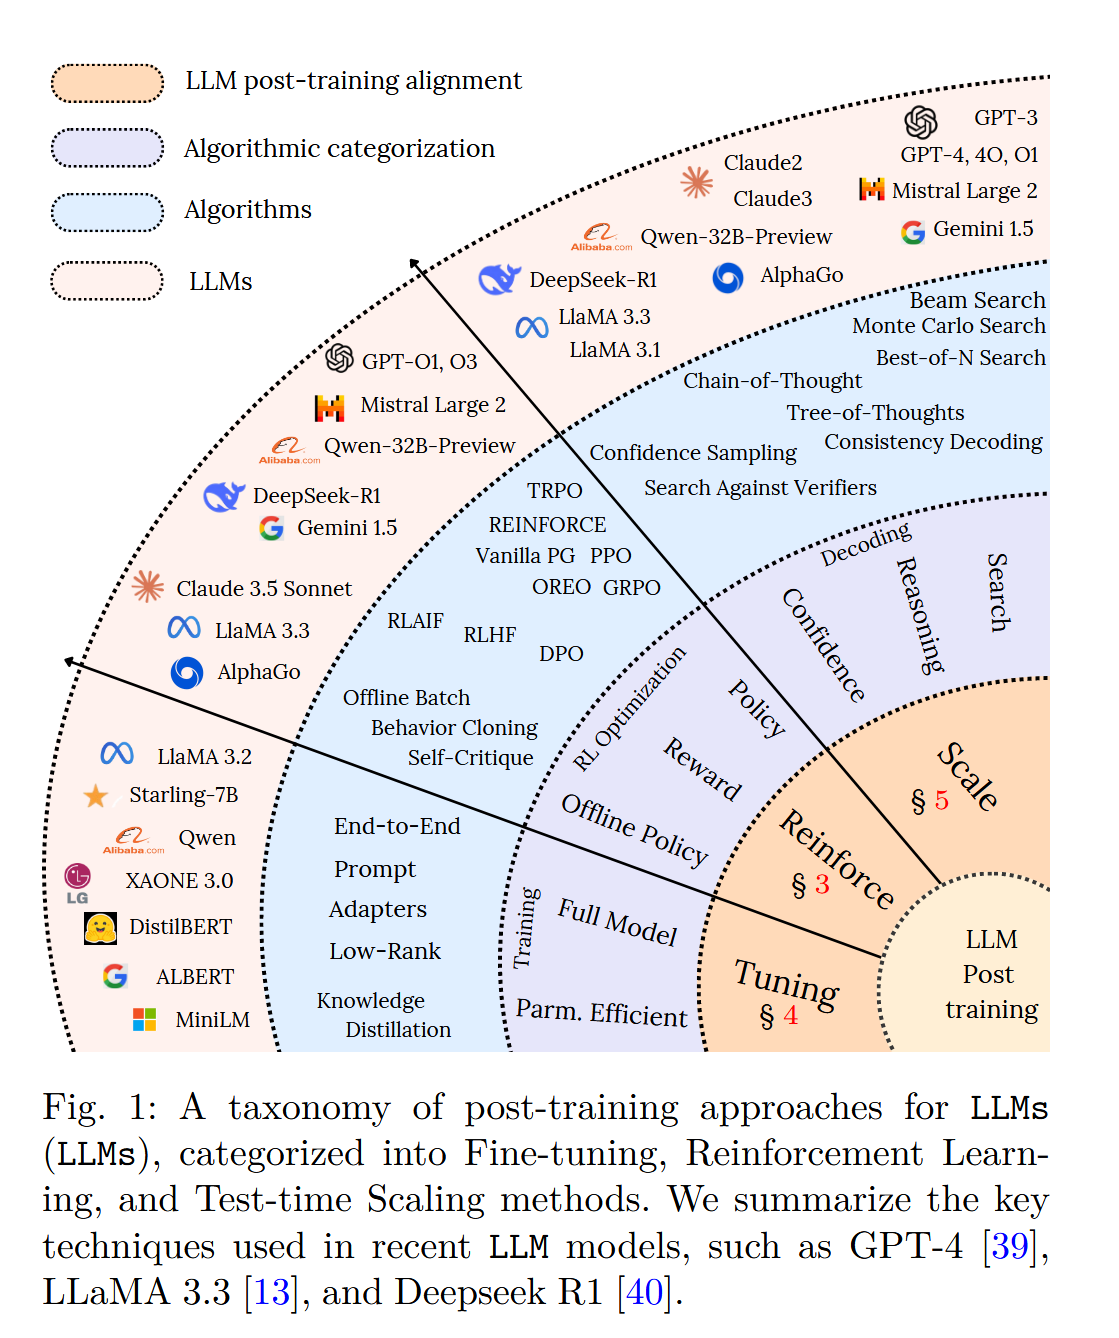 LLM post-training alignment
Algorithmic categorization
Algorithms
LLMs
GPT-3
GPT-4, 4O, O1
Claude2
Claude3
Mistral Large 2
Gemini 1.5
Alibaba.com
Qwen-32B-Preview
DeepSeek-R1
AlphaGo
LlaMA 3.3
LlaMA 3.1
Beam Search
Monte Carlo Search
Best-of-N Search
Chain-of-Thought
Tree-of-Thoughts
Consistency Decoding
Confidence Sampling
Search Against Verifiers
Decoding
Confidence
Reasoning
Search
Scale
§ 5
GPT-O1, O3
Mistral Large 2
Alibaba.com
Qwen-32B-Preview
DeepSeek-R1
Gemini 1.5
Claude 3.5 Sonnet
LlaMA 3.3
AlphaGo
TRPO
REINFORCE
Vanilla PG PPO
OREO GRPO
RLAIF
RLHF
DPO
Offline Batch
Behavior Cloning
Self-Critique
RL Optimization
Policy
Reward
Offline Policy
Reinforce
§ 3
LlaMA 3.2
Starling-7B
Alibaba.com
Qwen
LG
XAONE 3.0
DistilBERT
ALBERT
MiniLM
End-to-End
Prompt
Adapters
Low-Rank
Knowledge
Distillation
Training
Full Model
Parm. Efficient
Tuning
§ 4
LLM
Post
training
Fig. 1: A taxonomy of post-training approaches for LLMs
(LLMs), categorized into Fine-tuning, Reinforcement Learn-
ing, and Test-time Scaling methods. We summarize the key
techniques used in recent LLM models, such as GPT-4 [39],
LLaMA 3.3 [13], and Deepseek R1 [40].